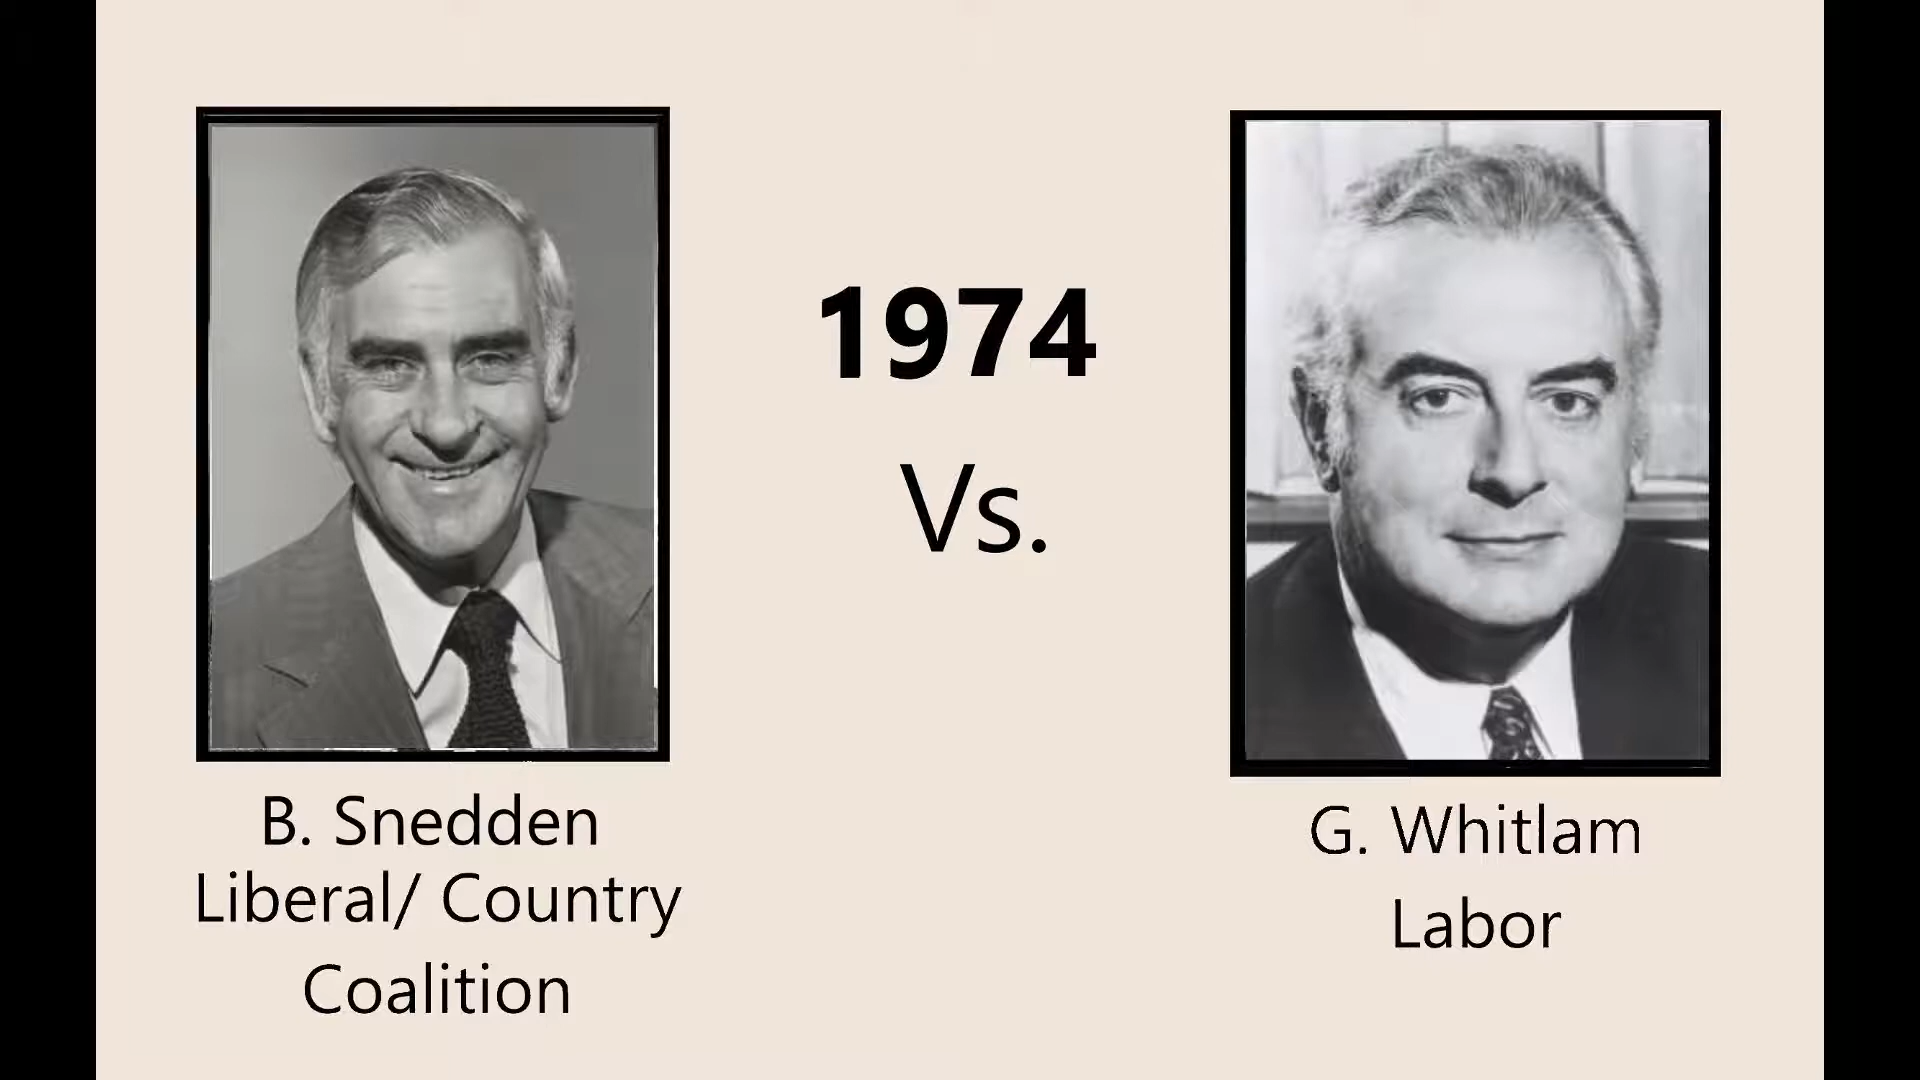 1974
Vs.
B. Snedden
Liberal/ Country
Coalition
G. Whitlam
Labor